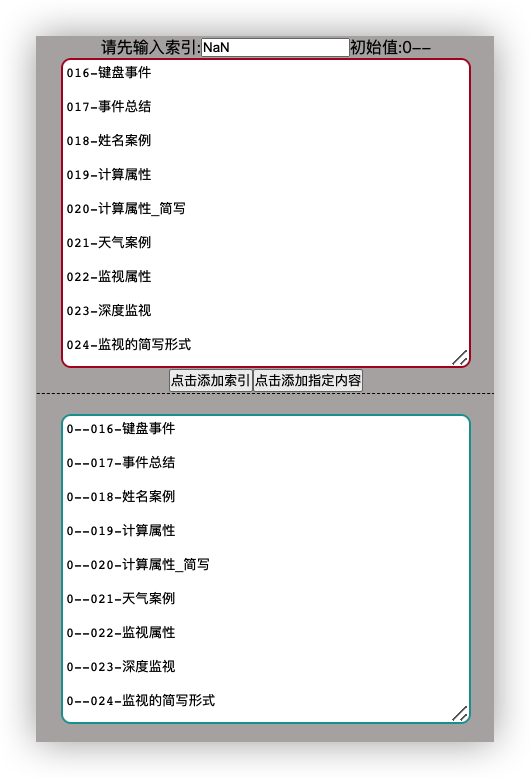 请先输入索引:NaN初始值:0--
016-键盘事件
017-事件总结
018-姓名案例
019-计算属性
020-计算属性_简写
021-天气案例
022-监视属性
023-深度监视
024-监视的简写形式
点击添加索引点击添加指定内容
0--016-键盘事件
0--017-事件总结
0--018-姓名案例
0--019-计算属性
0--020-计算属性_简写
0--021-天气案例
0--022-监视属性
0--023-深度监视
0--024-监视的简写形式